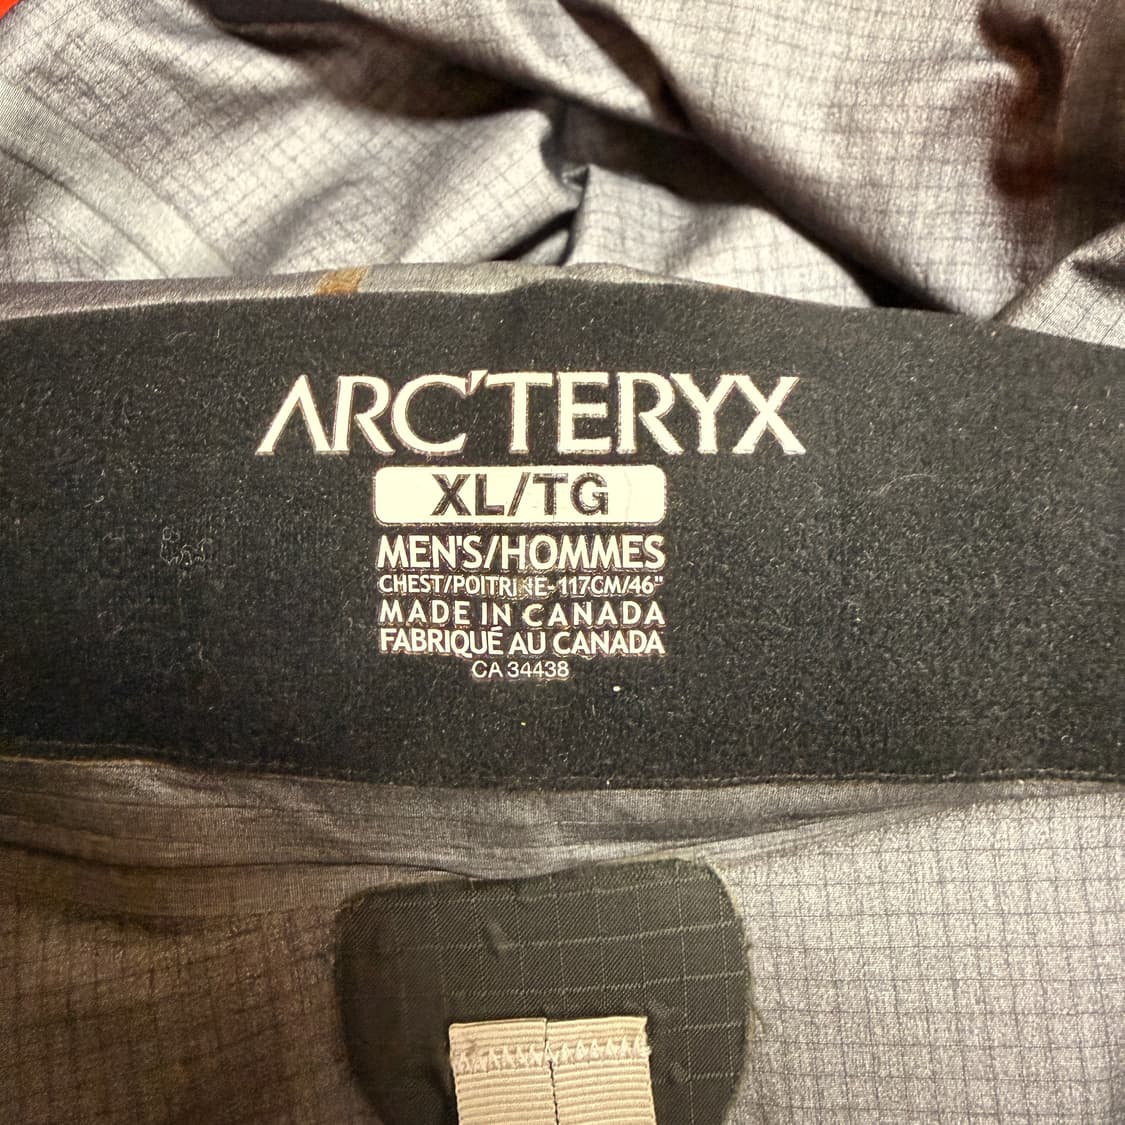 ARC'TERYX
XL/TG
MEN'S/HOMMES
CHEST/POITRINE-117CM/46"
MADE IN CANADA
FABRIQUÉ AU CANADA
CA 34438